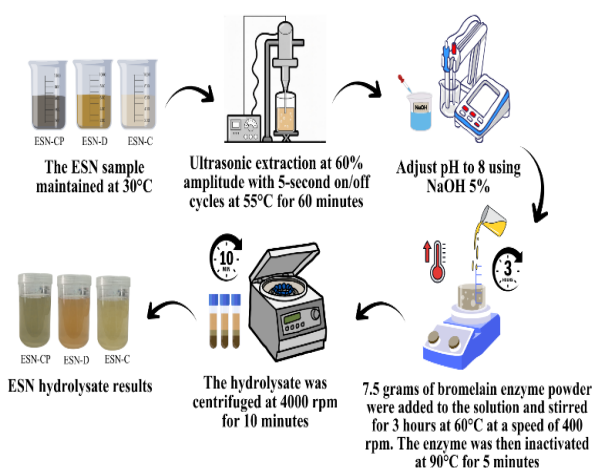 ESN-CP
ESN-D
ESN-C
The ESN sample
maintained at 30°C
Ultrasonic extraction at 60%
amplitude with 5-second on/off
cycles at 55°C for 60 minutes
NaOH
Adjust pH to 8 using
NaOH 5%
3
HOURS
7.5 grams of bromelain enzyme powder
were added to the solution and stirred
for 3 hours at 60°C at a speed of 400
rpm. The enzyme was then inactivated
at 90°C for 5 minutes
10
MIN
The hydrolysate was
centrifuged at 4000 rpm
for 10 minutes
ESN-CP
ESN-D
ESN-C
ESN hydrolysate results